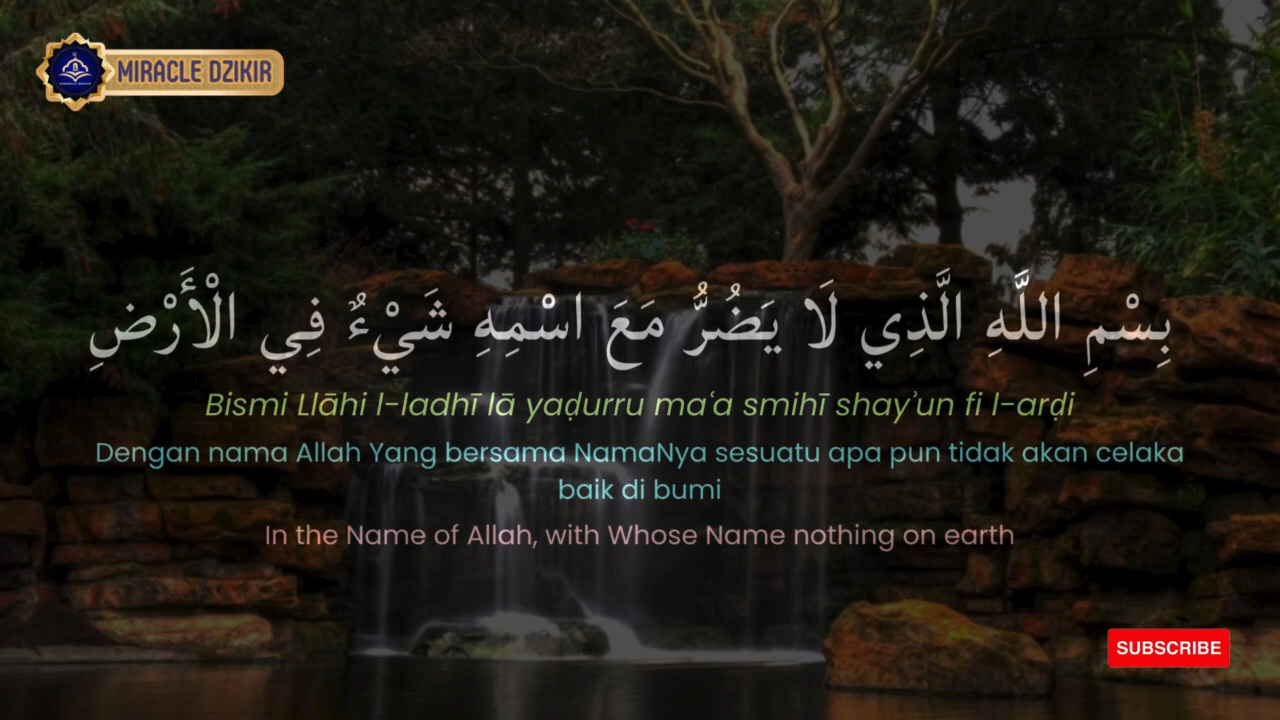 MIRACLE DZIKIR
بِسْمِ اللَّهِ الَّذِي لَا يَضُرُّ مَعَ اسْمِهِ شَيْءٌ فِي الْأَرْضِ
Bismi Llāhi l-ladhī lā yaḍurru maʿa smihī shayʾun fi l-arḍi
Dengan nama Allah Yang bersama NamaNya sesuatu apa pun tidak akan celaka
baik di bumi
In the Name of Allah, with Whose Name nothing on earth
SUBSCRIBE